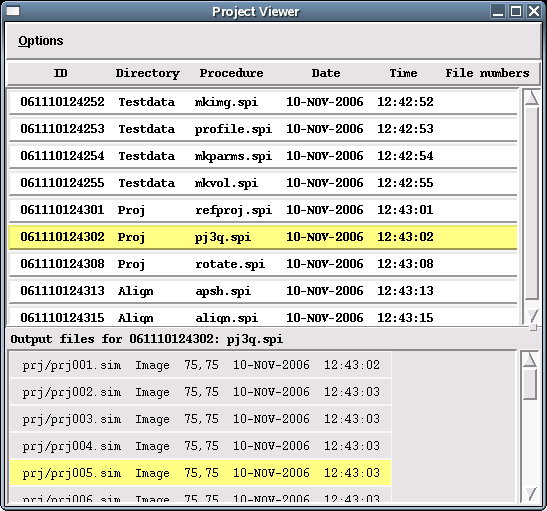 Project Viewer
Options
ID Directory Procedure Date Time File numbers
061110124252 Testdata mkimg.spi 10-NOV-2006 12:42:52
061110124253 Testdata profile.spi 10-NOV-2006 12:42:53
061110124254 Testdata mkparms.spi 10-NOV-2006 12:42:54
061110124255 Testdata mkvol.spi 10-NOV-2006 12:42:55
061110124301 Proj refproj.spi 10-NOV-2006 12:43:01
061110124302 Proj pj3q.spi 10-NOV-2006 12:43:02
061110124308 Proj rotate.spi 10-NOV-2006 12:43:08
061110124313 Align apsh.spi 10-NOV-2006 12:43:13
061110124315 Align align.spi 10-NOV-2006 12:43:15
Output files for 061110124302: pj3q.spi
prj/prj001.sim Image 75,75 10-NOV-2006 12:43:02
prj/prj002.sim Image 75,75 10-NOV-2006 12:43:03
prj/prj003.sim Image 75,75 10-NOV-2006 12:43:03
prj/prj004.sim Image 75,75 10-NOV-2006 12:43:03
prj/prj005.sim Image 75,75 10-NOV-2006 12:43:03
prj/prj006.sim Image 75,75 10-NOV-2006 12:43:03